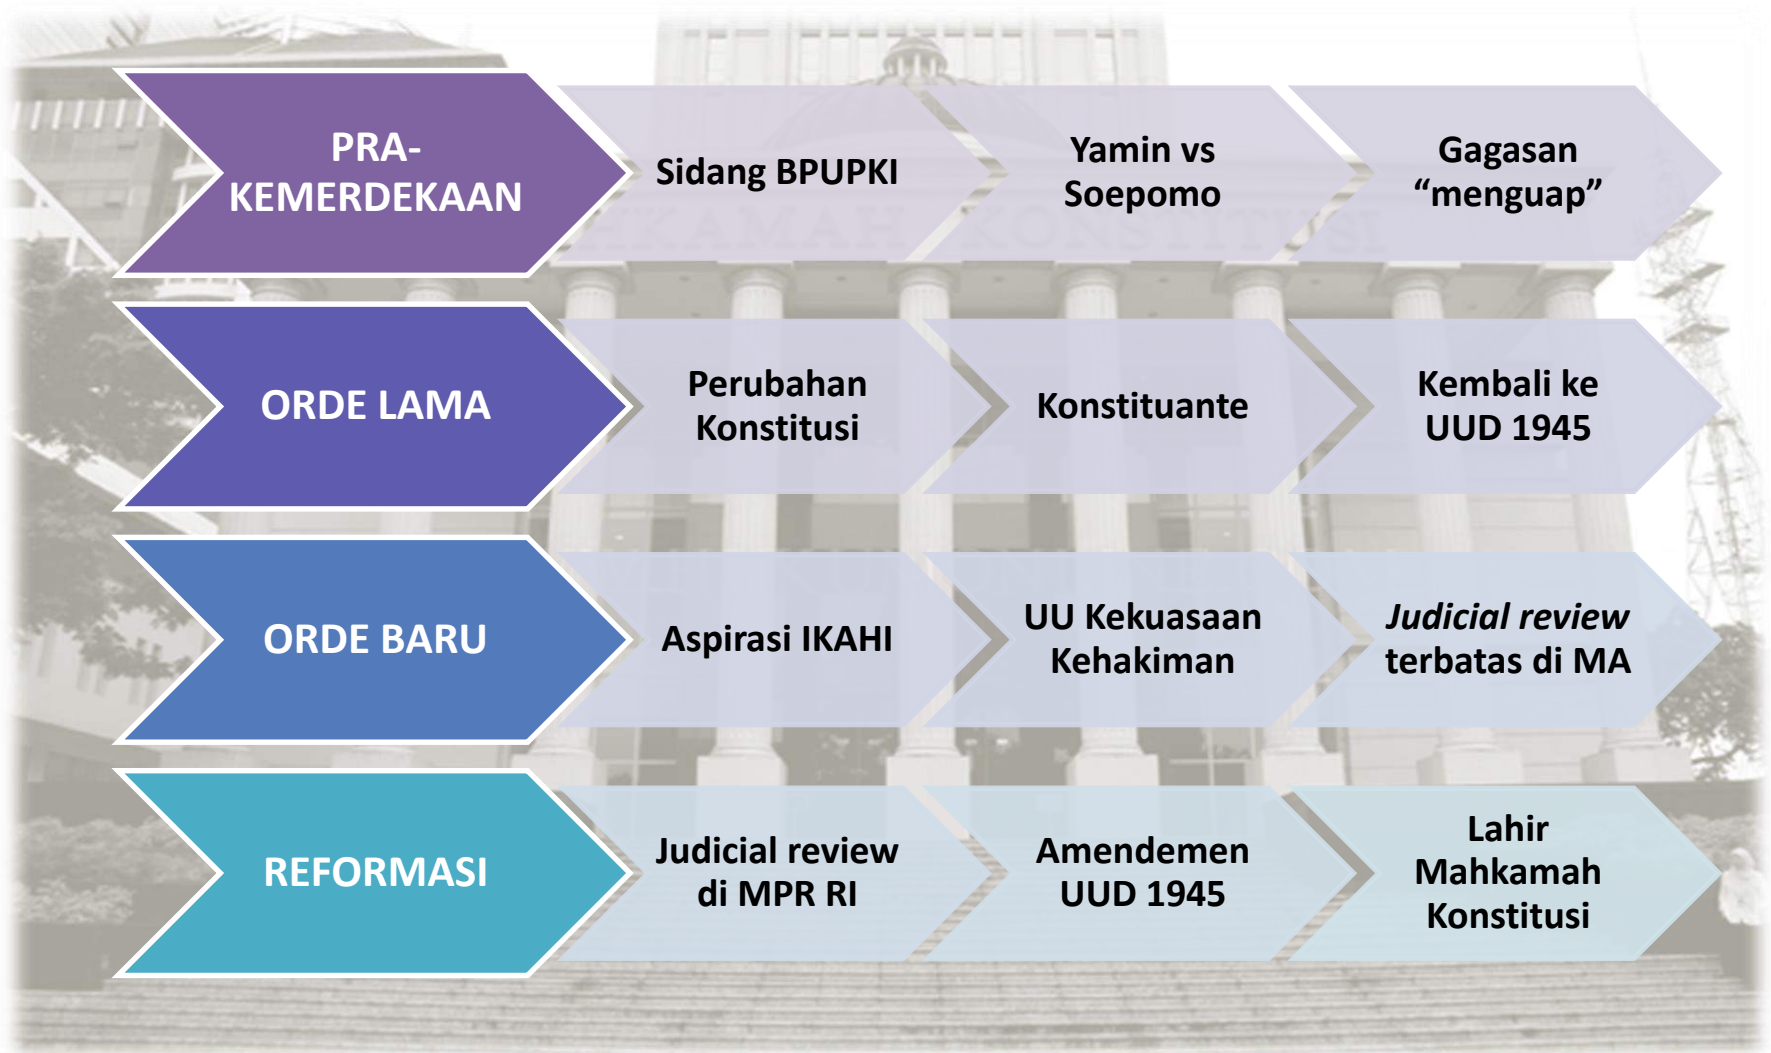 PRA-
KEMERDEKAAN
Sidang BPUPKI
Yamin vs
Soepomo
Gagasan
“menguap”
ORDE LAMA
Perubahan
Konstitusi
Konstituante
Kembali ke
UUD 1945
ORDE BARU
Aspirasi IKAHI
UU Kekuasaan
Kehakiman
Judicial review
terbatas di MA
REFORMASI
Judicial review
di MPR RI
Amendemen
UUD 1945
Lahir
Mahkamah
Konstitusi
KONSTITUSI